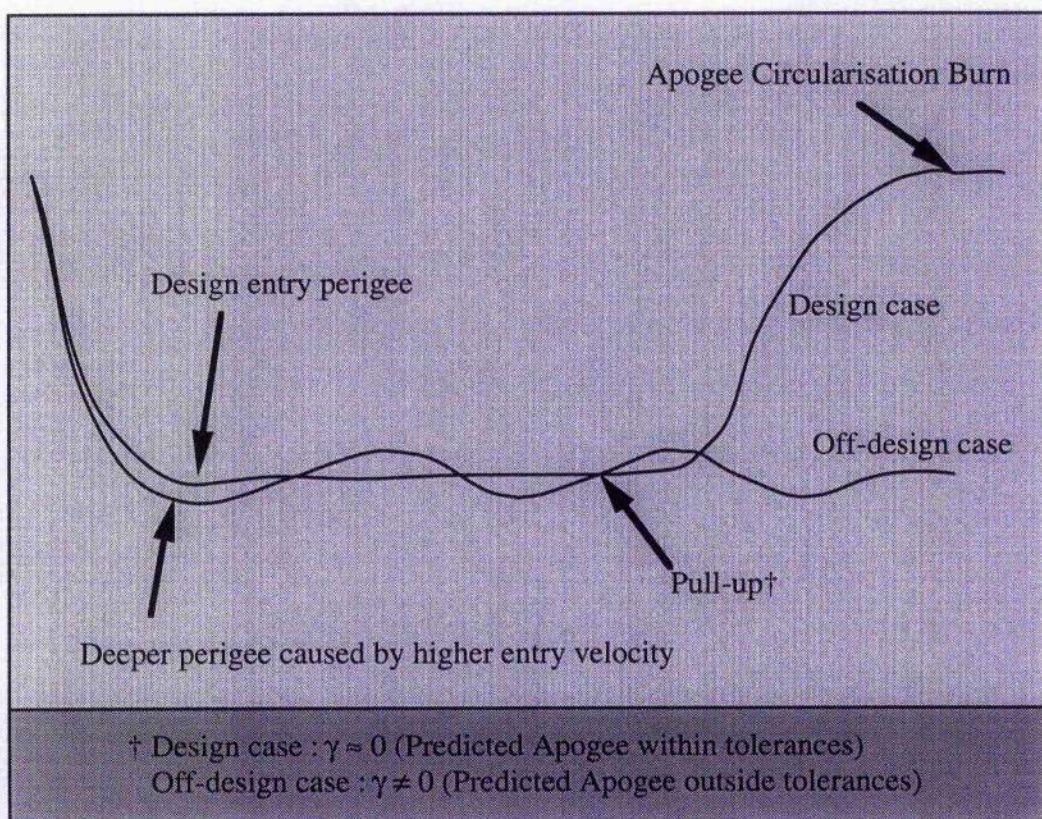 Apogee Circularisation Burn
Design entry perigee
Design case
Off-design case
Pull-up†
Deeper perigee caused by higher entry velocity
† Design case : γ ≈ 0 (Predicted Apogee within tolerances)
Off-design case : γ ≠ 0 (Predicted Apogee outside tolerances)